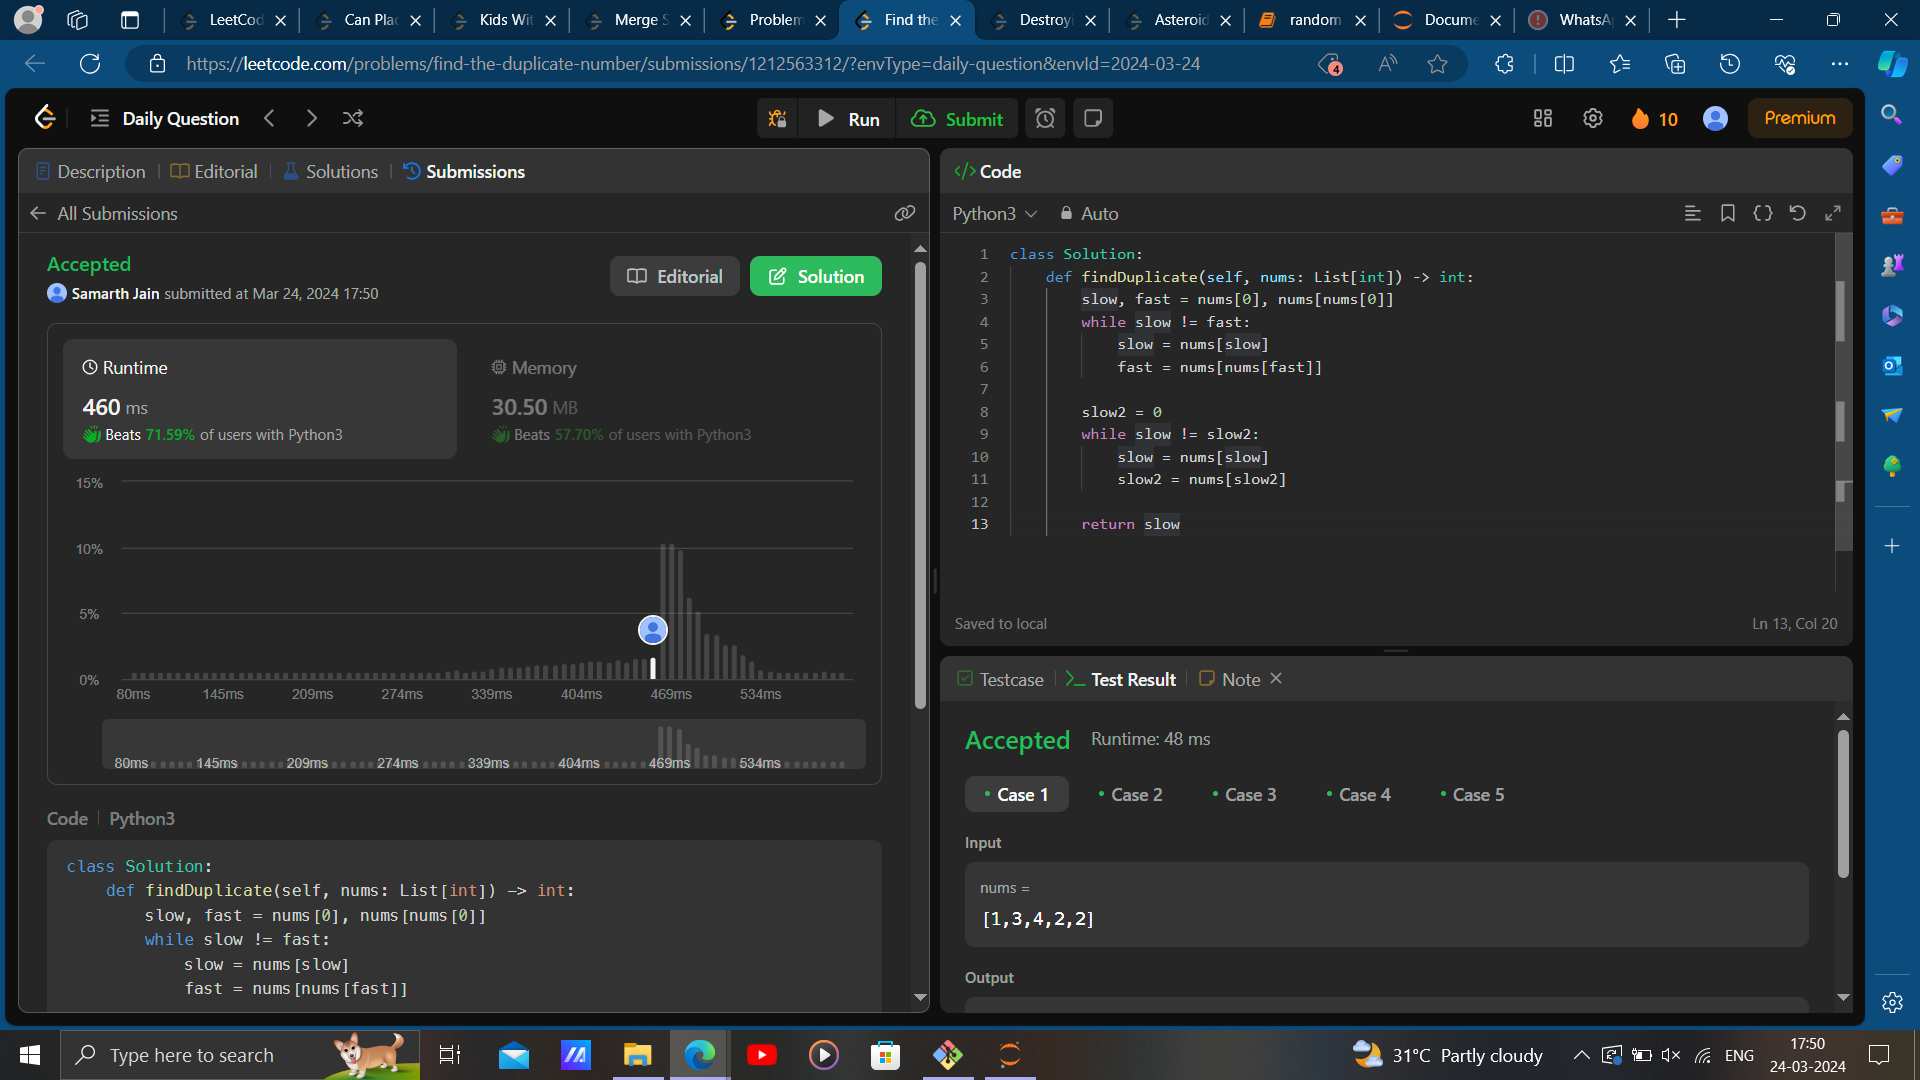 LeetCod
Can Plac
Kids Wit
Merge S
Problem
Find the
Destroyi
Asteroid
random
Docume
WhatsA
https://leetcode.com/problems/find-the-duplicate-number/submissions/1212563312/?envType=daily-question&envId=2024-03-24
4
Daily Question
Run
Submit
10
Premium
Description
Editorial
Solutions
Submissions
All Submissions
Accepted
Samarth Jain submitted at Mar 24, 2024 17:50
Editorial
Solution
Runtime
460 ms
Beats 71.59% of users with Python3
Memory
30.50 MB
Beats 57.70% of users with Python3
15%
10%
5%
0%
80ms 145ms 209ms 274ms 339ms 404ms 469ms 534ms
80ms 145ms 209ms 274ms 339ms 404ms 469ms 534ms
Code Python3
class Solution:
def findDuplicate(self, nums: List[int]) -> int:
slow, fast = nums[0], nums[nums[0]]
while slow != fast:
slow = nums[slow]
fast = nums[nums[fast]]
</> Code
Python3
Auto
1 class Solution:
2 def findDuplicate(self, nums: List[int]) -> int:
3 slow, fast = nums[0], nums[nums[0]]
4 while slow != fast:
5 slow = nums[slow]
6 fast = nums[nums[fast]]
7
8 slow2 = 0
9 while slow != slow2:
10 slow = nums[slow]
11 slow2 = nums[slow2]
12
13 return slow
Saved to local
Ln 13, Col 20
Testcase
Test Result
Note
Accepted Runtime: 48 ms
Case 1
Case 2
Case 3
Case 4
Case 5
Input
nums =
[1,3,4,2,2]
Output
Type here to search
31°C Partly cloudy
ENG
17:50
24-03-2024